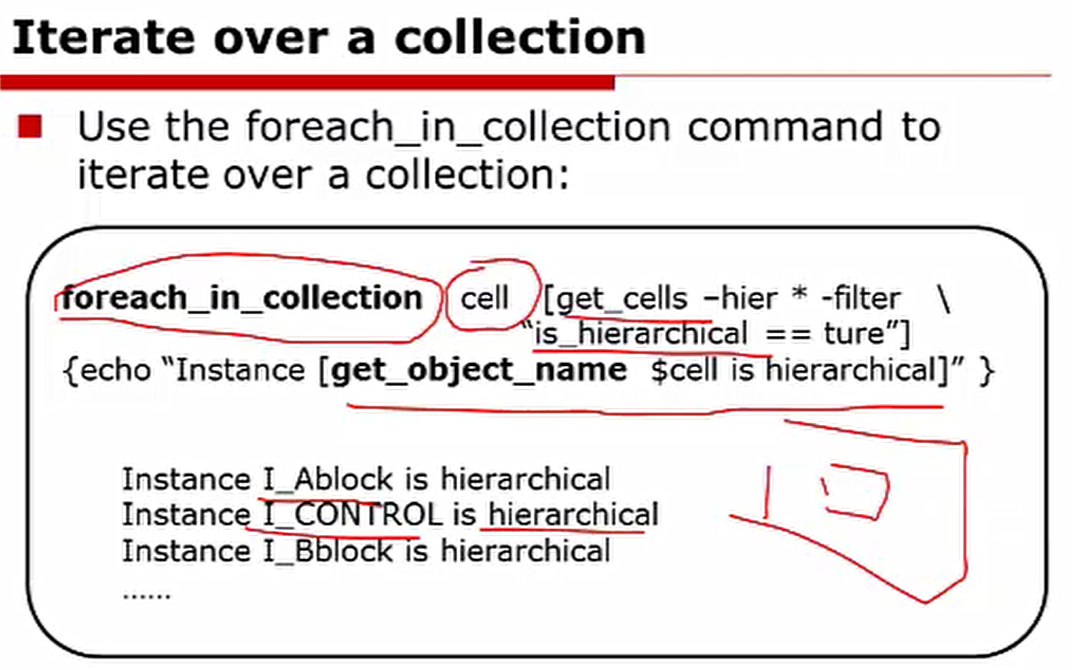 Iterate over a collection
Use the foreach_in_collection command to
iterate over a collection:
foreach_in_collection cell [get_cells –hier * -filter \
“is_hierarchical == ture”]
{echo “Instance [get_object_name $cell is hierarchical]” }
Instance I_Ablock is hierarchical
Instance I_CONTROL is hierarchical
Instance I_Bblock is hierarchical
......